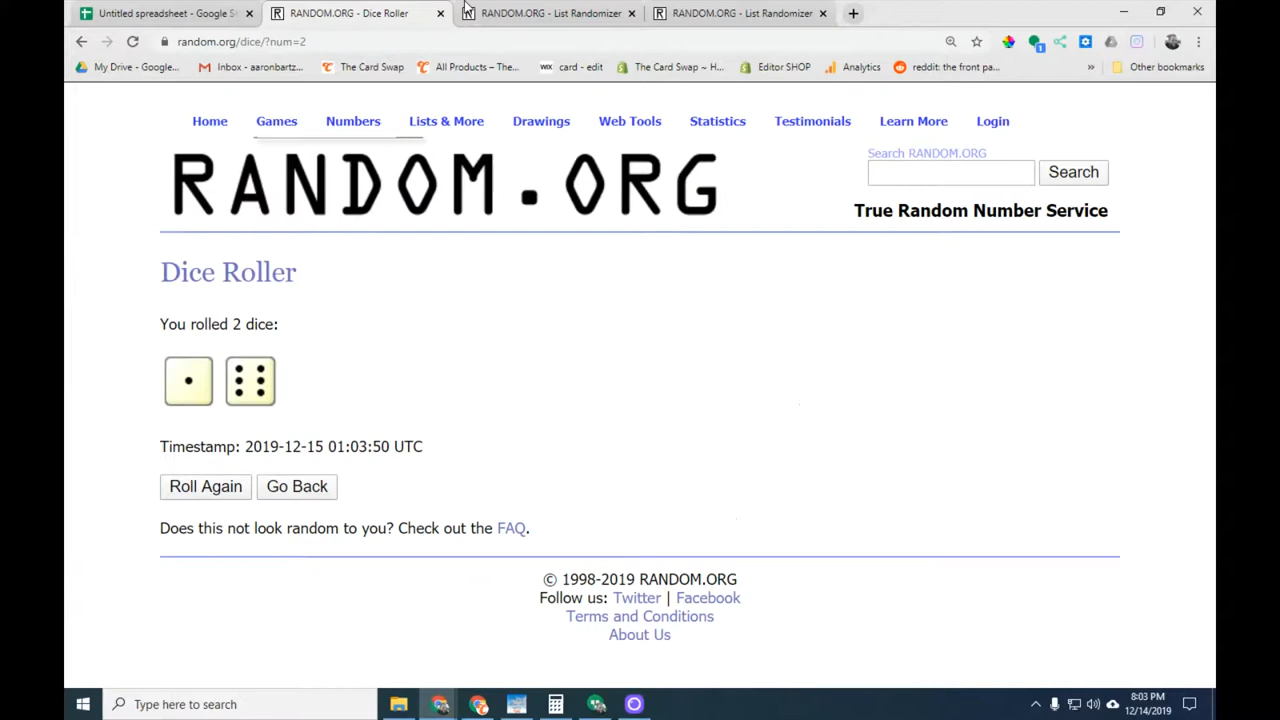 Untitled spreadsheet - Google S
RANDOM.ORG - Dice Roller
RANDOM.ORG - List Randomizer
RANDOM.ORG - List Randomizer
random.org/dice/?num=2
My Drive - Google...
Inbox - aaronbartz...
The Card Swap
All Products – The...
WIX card - edit
The Card Swap ~ H...
Editor SHOP
Analytics
reddit: the front pa...
»
Other bookmarks
Home Games Numbers Lists & More Drawings Web Tools Statistics Testimonials Learn More Login
RANDOM.ORG
Search RANDOM.ORG
Search
True Random Number Service
Dice Roller
You rolled 2 dice:
Timestamp: 2019-12-15 01:03:50 UTC
Roll Again Go Back
Does this not look random to you? Check out the FAQ.
© 1998-2019 RANDOM.ORG
Follow us: Twitter | Facebook
Terms and Conditions
About Us
Type here to search
8:03 PM
12/14/2019